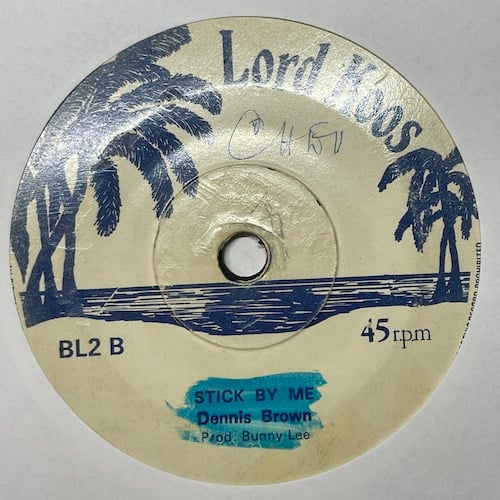 Lord Koos
BL2 B
45 r.p.m
STICK BY ME
Dennis Brown
Prod. Bunny Lee